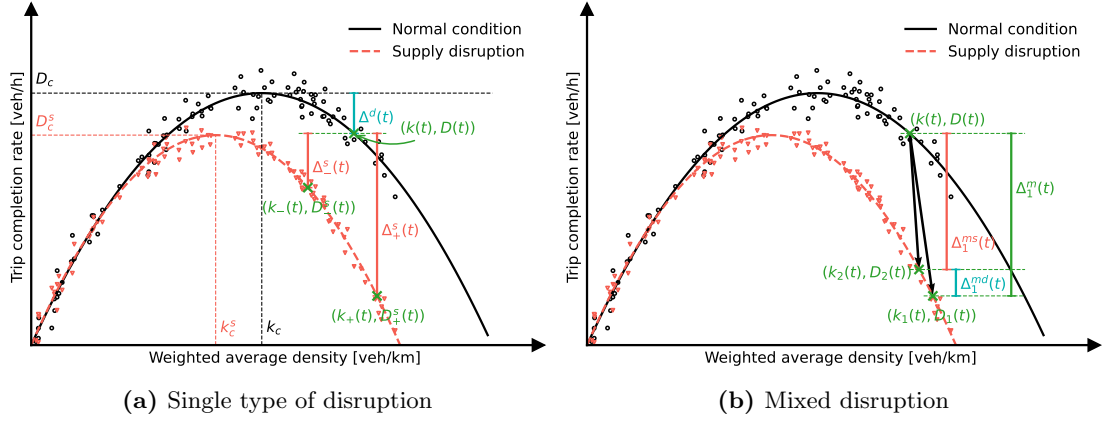 Normal condition
Supply disruption
Trip completion rate [veh/h]
D_c
D_c^s
Δ^d(t)
(k(t), D(t))
Δ_-^s(t)
(k_-(t), D_-^s(t))
Δ_+^s(t)
(k_+(t), D_+^s(t))
k_c^s
k_c
Weighted average density [veh/km]
(a) Single type of disruption
Normal condition
Supply disruption
Trip completion rate [veh/h]
(k(t), D(t))
Δ_1^m(t)
Δ_1^{ms}(t)
(k_2(t), D_2(t))
Δ_1^{md}(t)
(k_1(t), D_1(t))
Weighted average density [veh/km]
(b) Mixed disruption